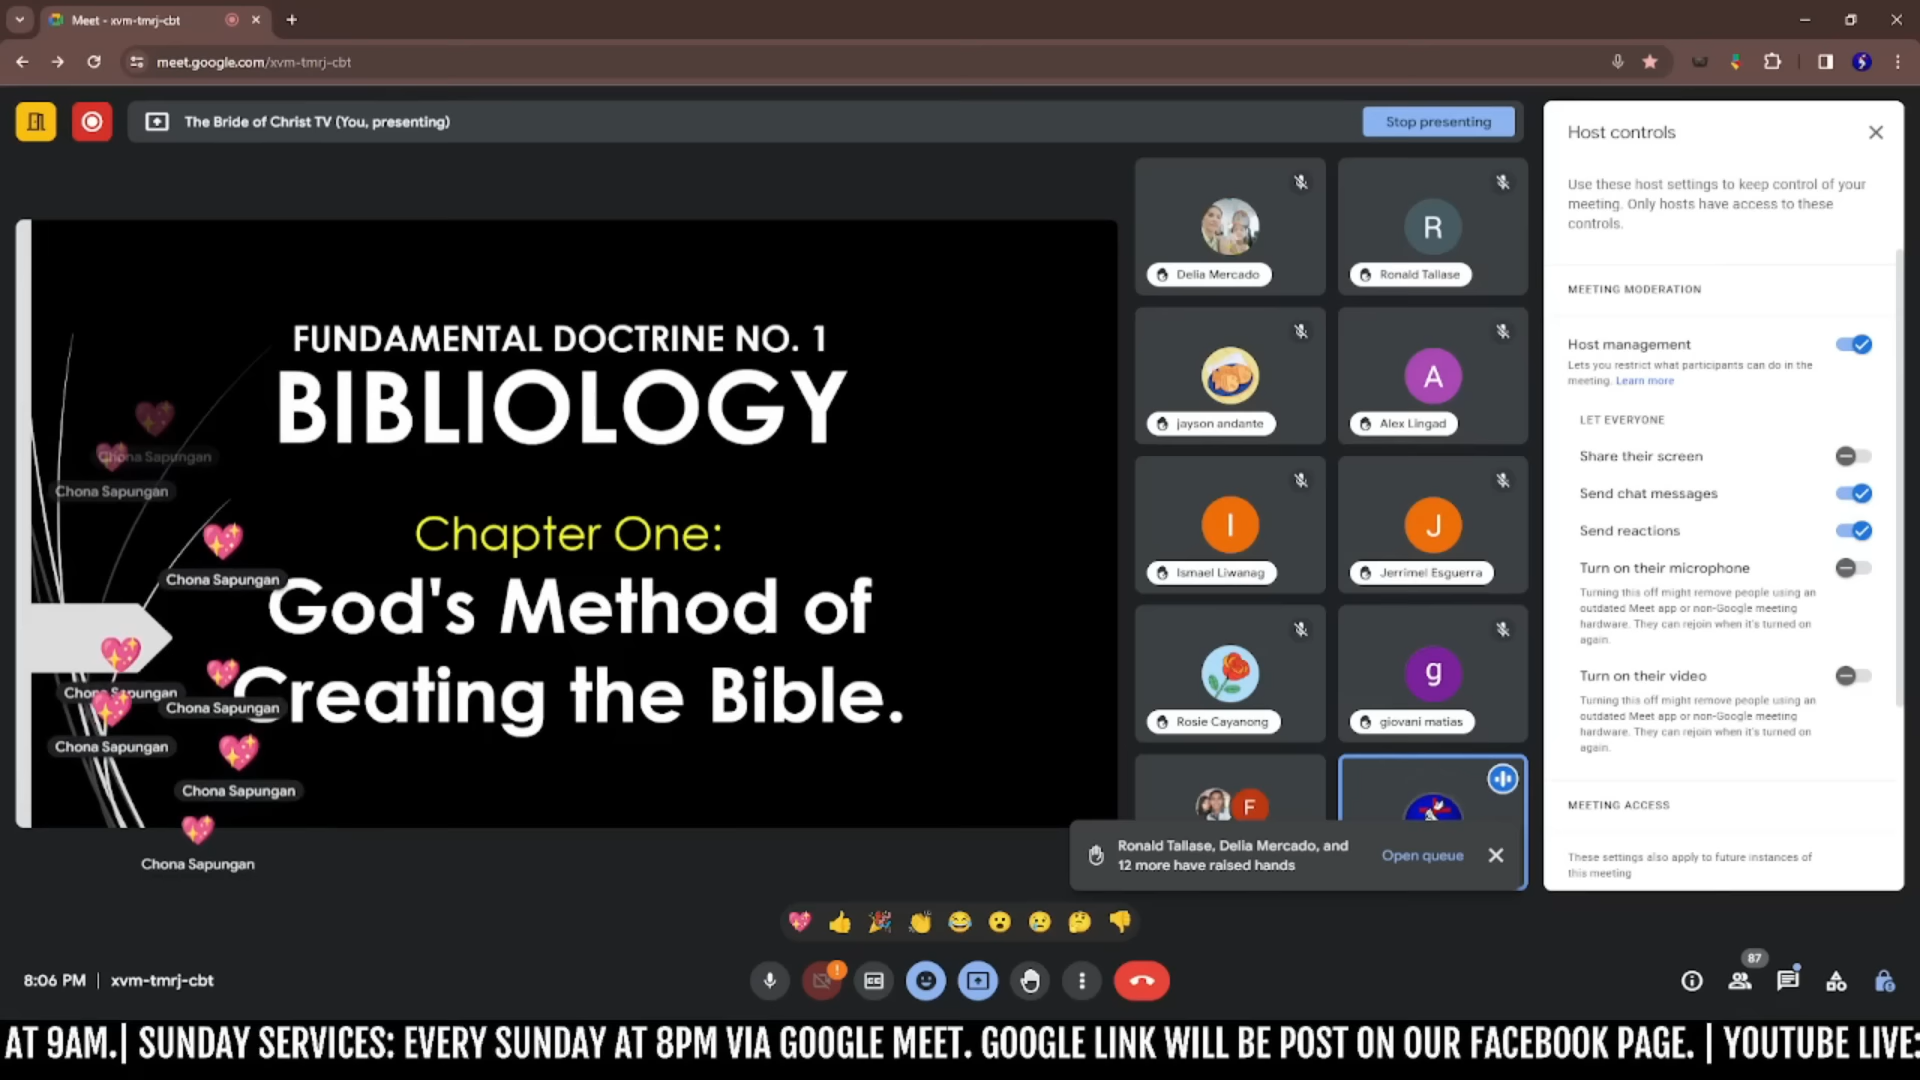 Meet - xvm-tmrj-cbt
meet.google.com/xvm-tmrj-cbt
The Bride of Christ TV (You, presenting)
Stop presenting
FUNDAMENTAL DOCTRINE NO. 1
BIBLIOLOGY
Chapter One:
God's Method of
Creating the Bible.
Chona Sapungan
Chona Sapungan
Chona Sapungan
Chona Sapungan
Chona Sapungan
Chona Sapungan
Chona Sapungan
Chona Sapungan
Delia Mercado
R
Ronald Tallase
jayson andante
A
Alex Lingad
I
Ismael Liwanag
J
Jerrimel Esguerra
Rosie Cayanong
g
giovani matias
F
Ronald Tallase, Delia Mercado, and
12 more have raised hands
Open queue
Host controls
Use these host settings to keep control of your
meeting. Only hosts have access to these
controls.
MEETING MODERATION
Host management
Lets you restrict what participants can do in the
meeting. Learn more
LET EVERYONE
Share their screen
Send chat messages
Send reactions
Turn on their microphone
Turning this off might remove people using an
outdated Meet app or non-Google meeting
hardware. They can rejoin when it's turned on
again.
Turn on their video
Turning this off might remove people using an
outdated Meet app or non-Google meeting
hardware. They can rejoin when it's turned on
again.
MEETING ACCESS
These settings also apply to future instances of
this meeting
8:06 PM | xvm-tmrj-cbt
87
AT 9AM.| SUNDAY SERVICES: EVERY SUNDAY AT 8PM VIA GOOGLE MEET. GOOGLE LINK WILL BE POST ON OUR FACEBOOK PAGE. | YOUTUBE LIVE: